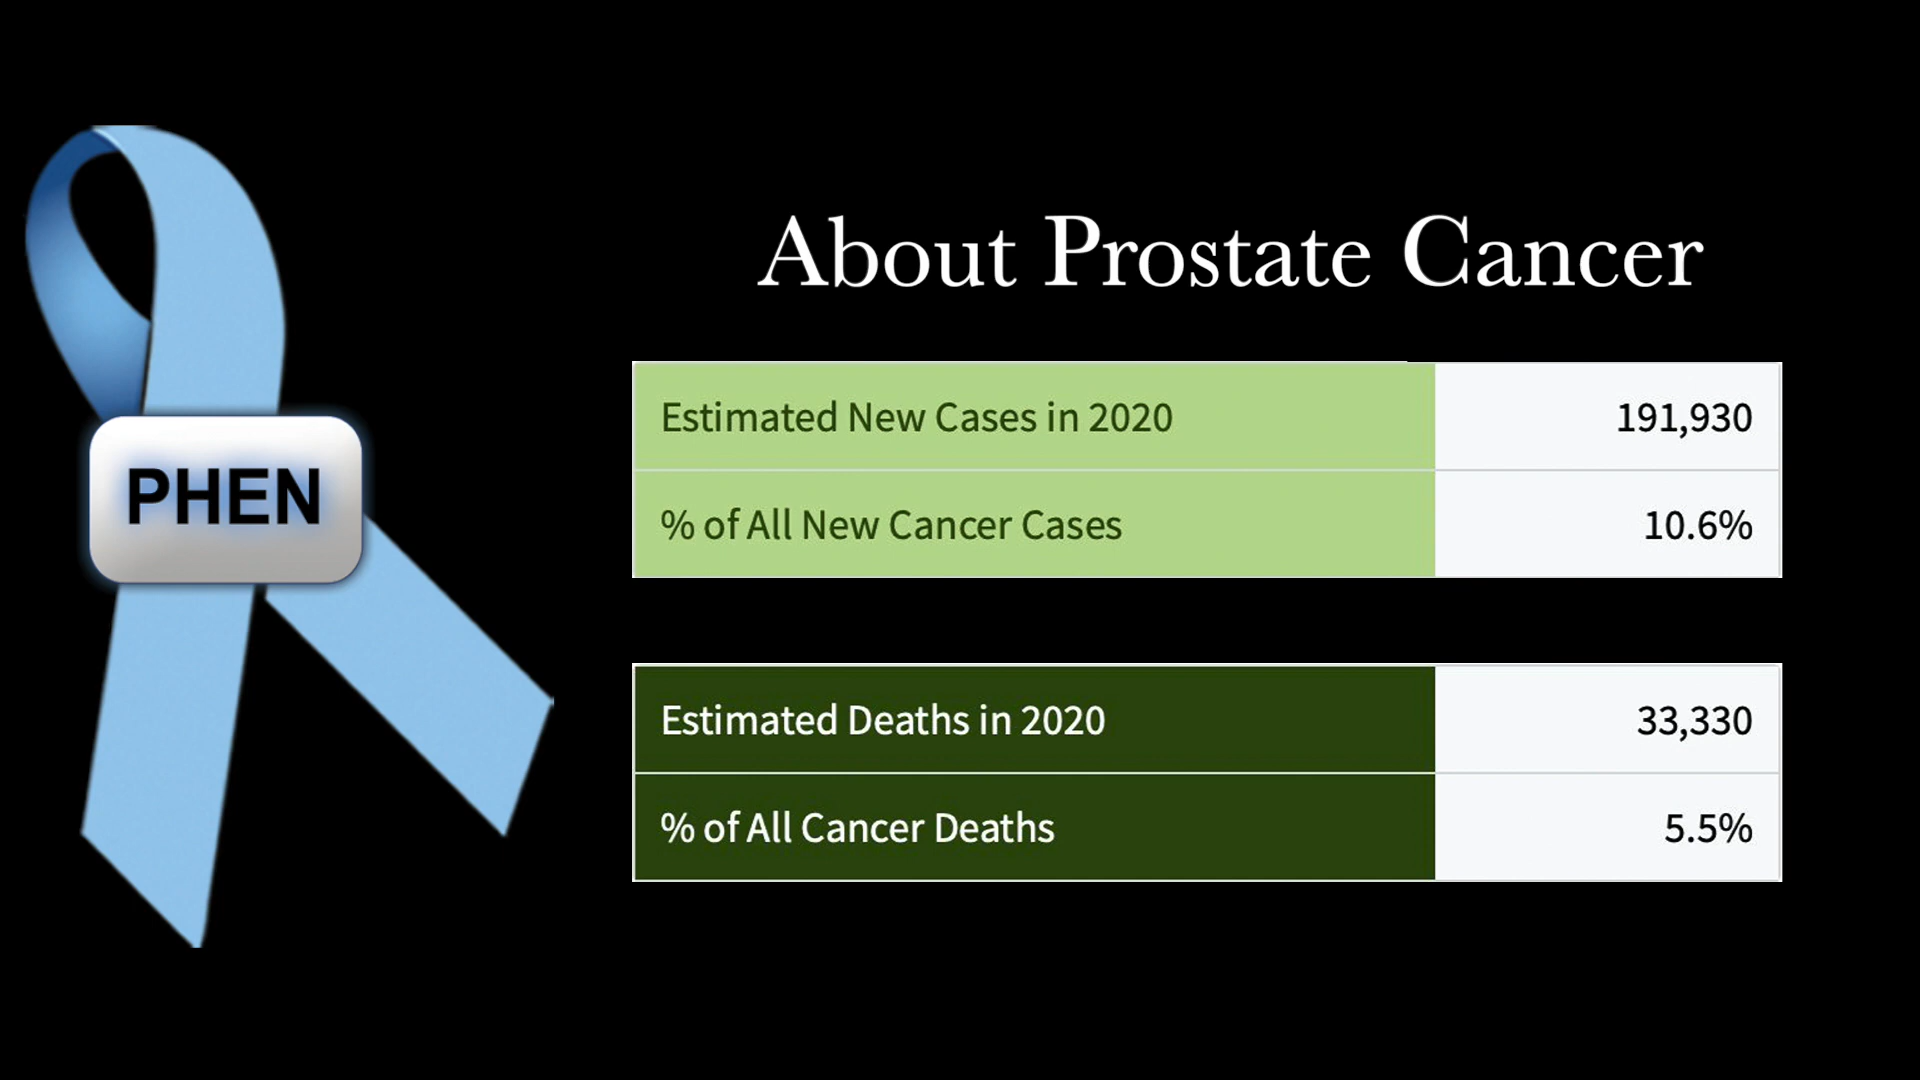 About Prostate Cancer
Estimated New Cases in 2020 191,930
% of All New Cancer Cases 10.6%
PHEN
Estimated Deaths in 2020 33,330
% of All Cancer Deaths 5.5%